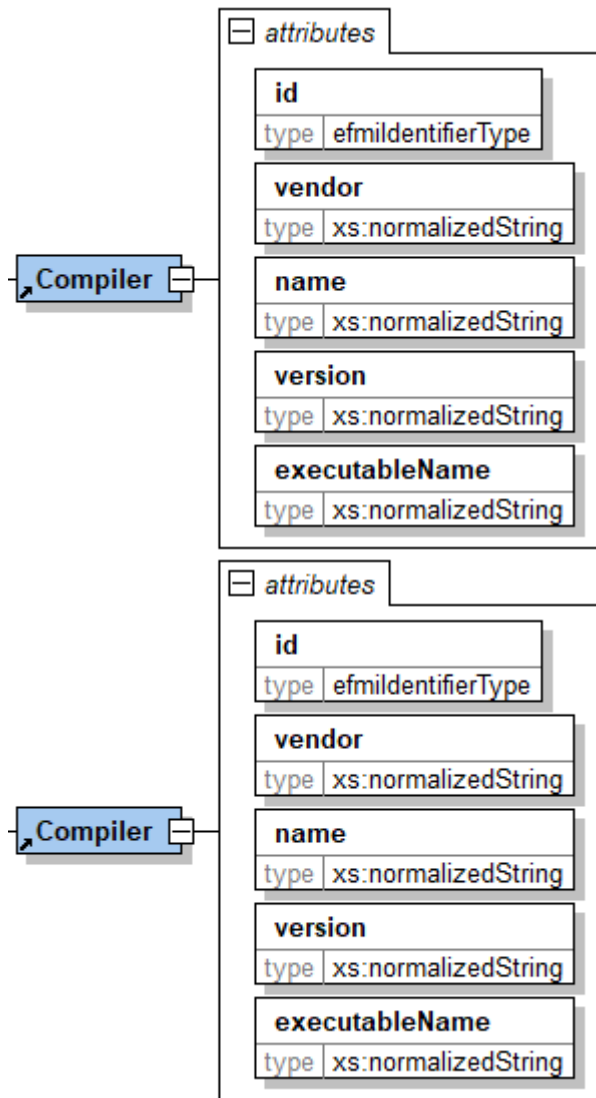 attributes
id
type efmiIdentifierType
vendor
type xs:normalizedString
Compiler
name
type xs:normalizedString
version
type xs:normalizedString
executableName
type xs:normalizedString
attributes
id
type efmiIdentifierType
vendor
type xs:normalizedString
Compiler
name
type xs:normalizedString
version
type xs:normalizedString
executableName
type xs:normalizedString